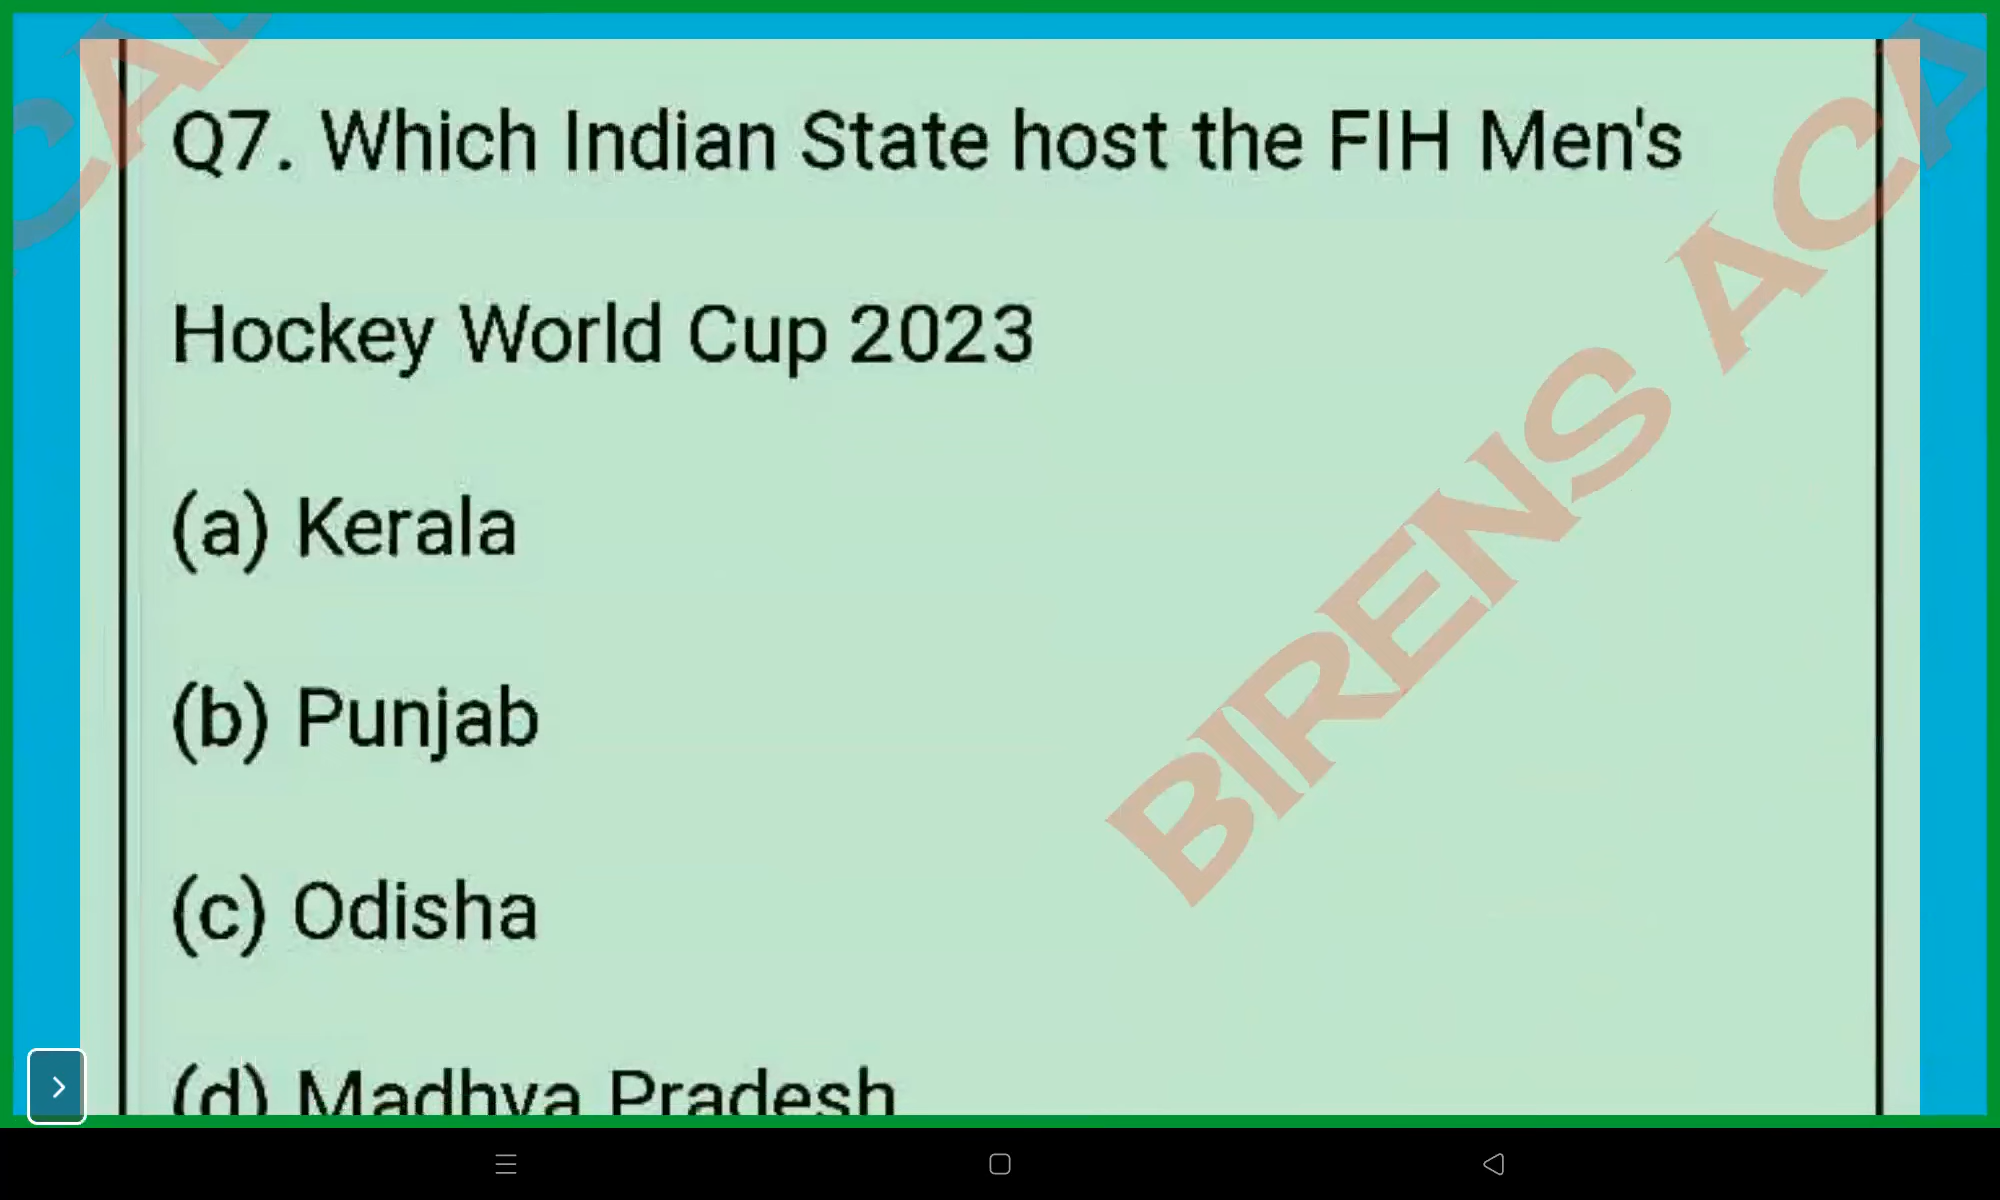 Q7. Which Indian State host the FIH Men's
Hockey World Cup 2023
(a) Kerala
(b) Punjab
(c) Odisha
(d) Madhya Pradesh
BIRENS ACA
CAD